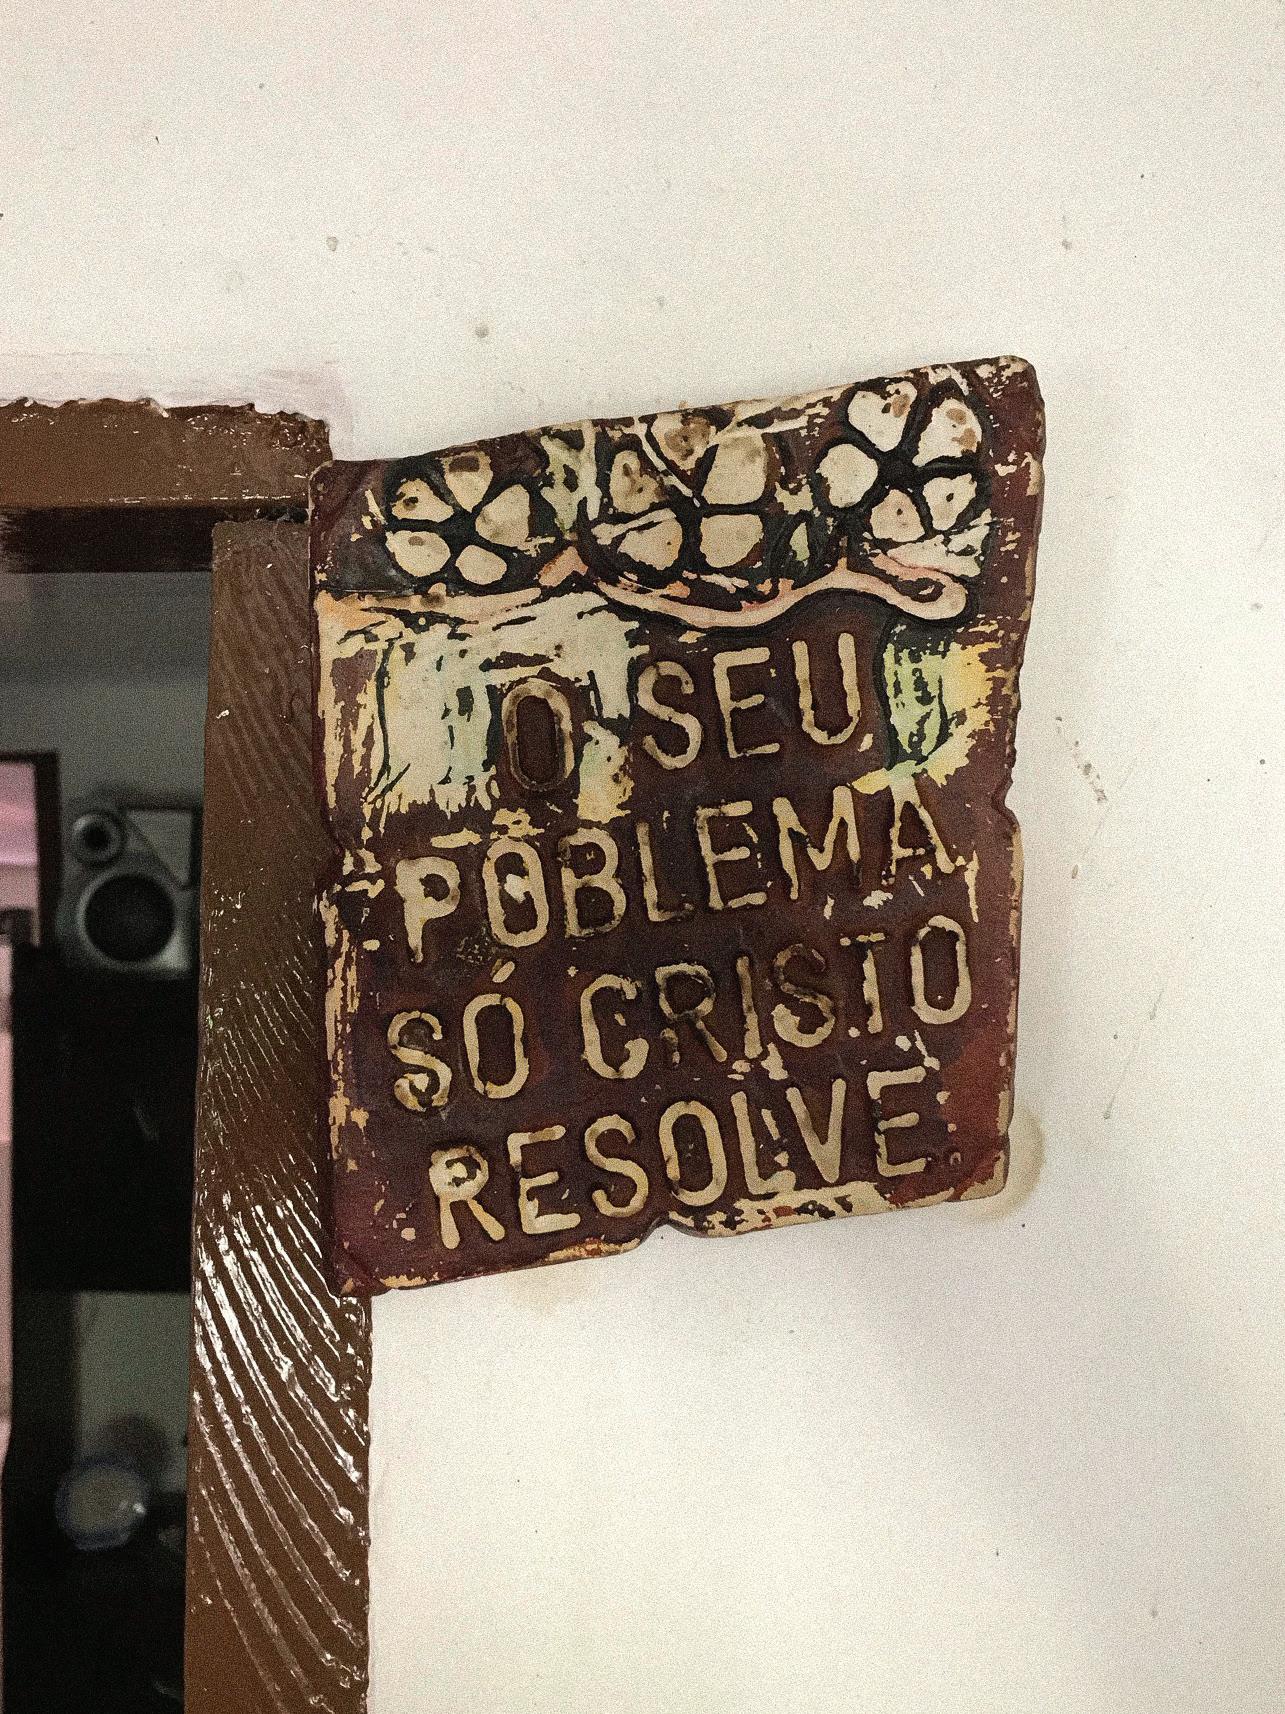 O SEU
POBLEMA
SÓ CRISTO
RESOLVE.